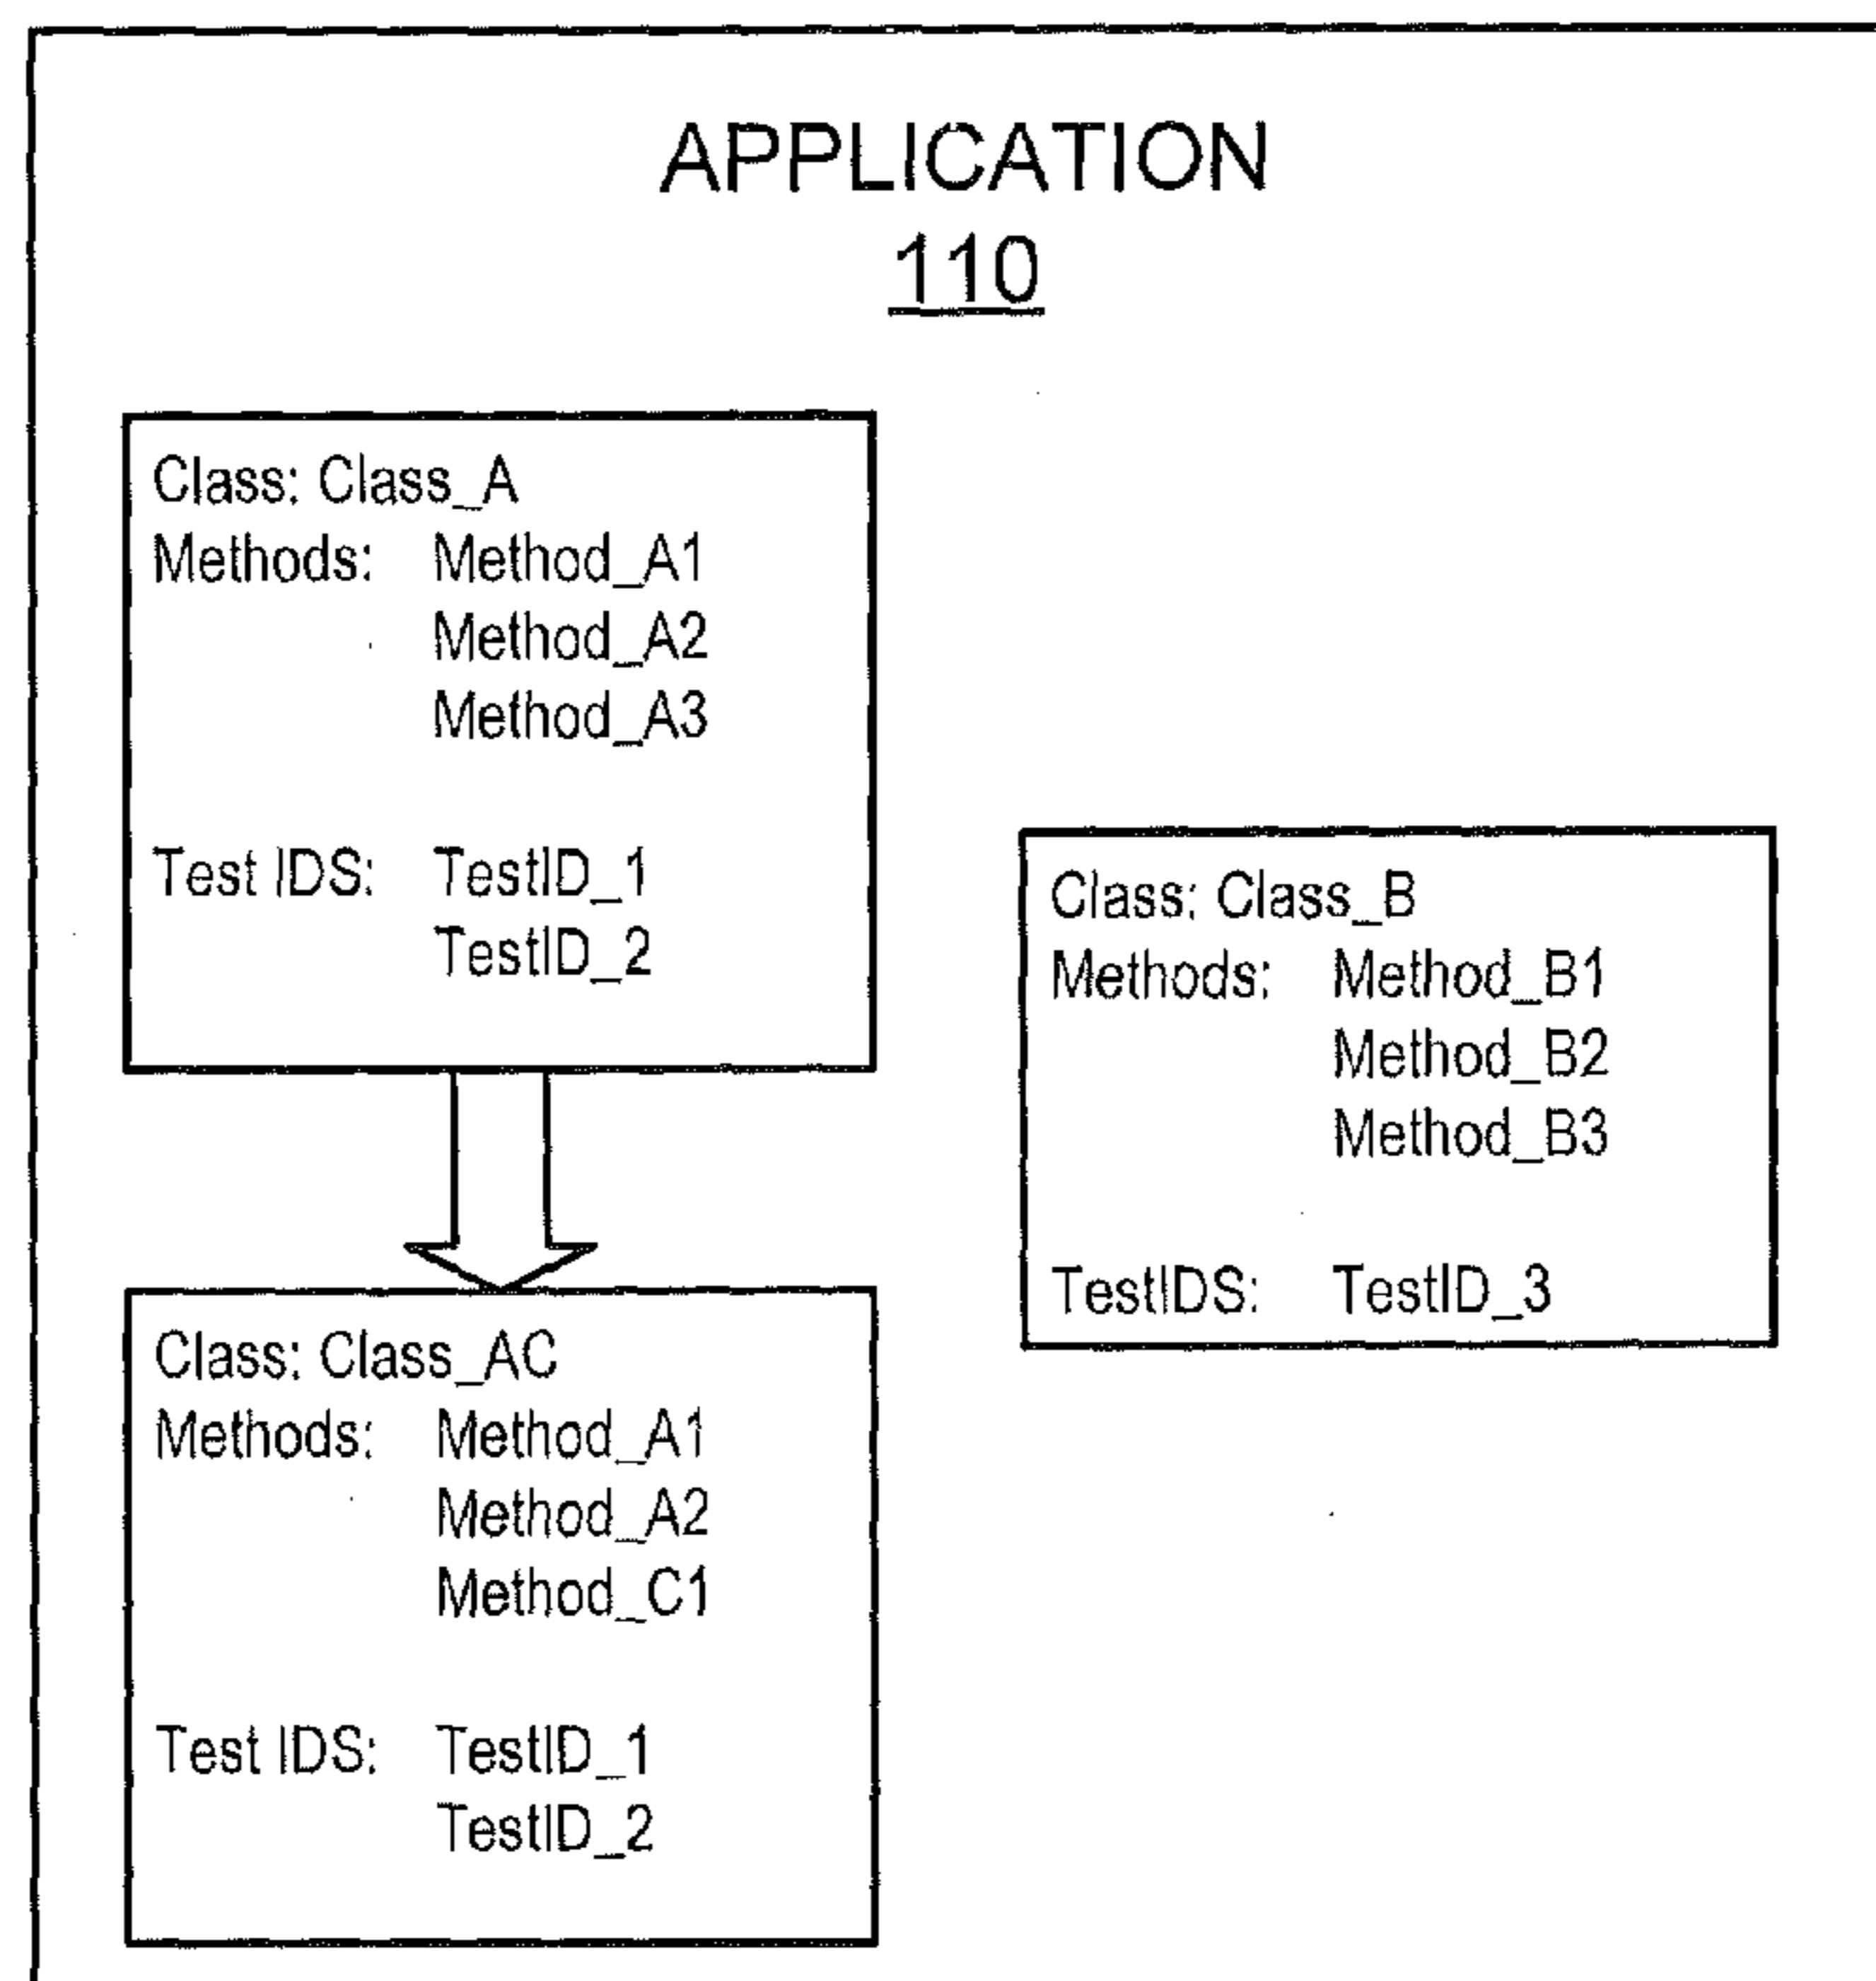 APPLICATION
110
Class: Class_A
Methods: Method_A1
Method_A2
Method_A3
Test IDS: TestID_1
TestID_2
Class: Class_B
Methods: Method_B1
Method_B2
Method_B3
TestIDS: TestID_3
Class: Class_AC
Methods: Method_A1
Method_A2
Method_C1
Test IDS: TestID_1
TestID_2